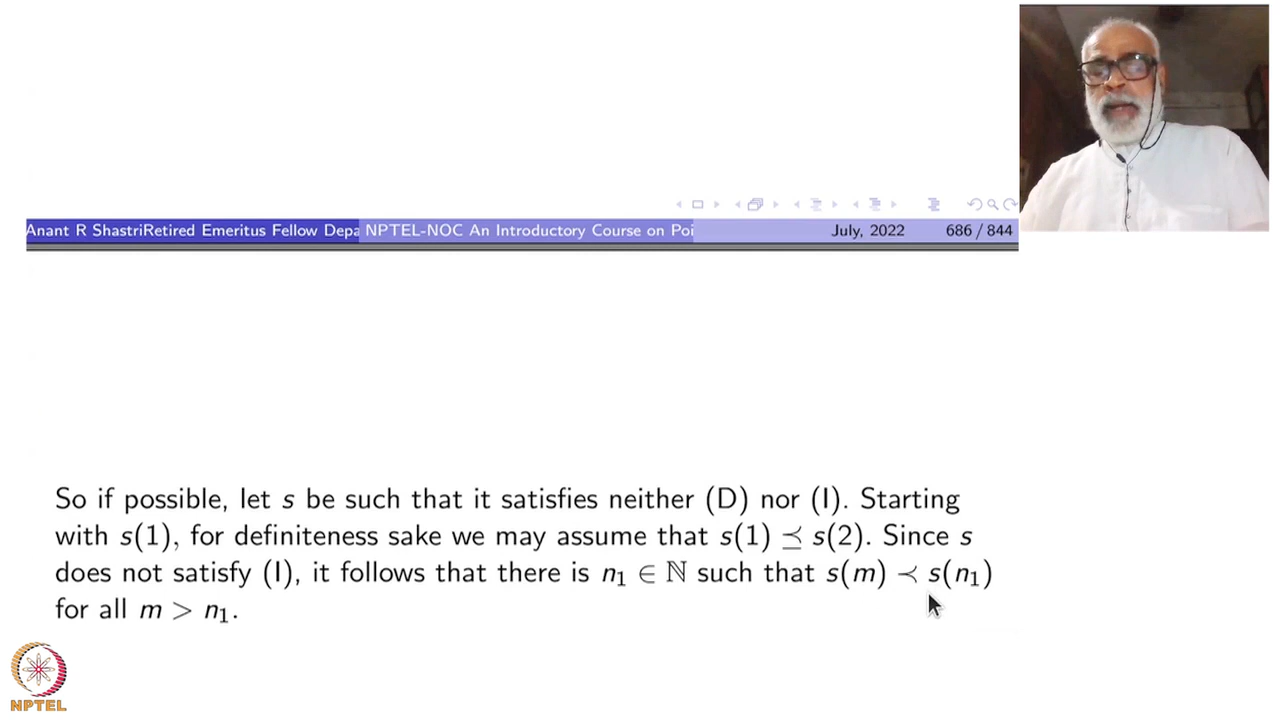 Anant R ShastriRetired Emeritus Fellow Depa NPTEL-NOC An Introductory Course on Poi July, 2022 686 / 844
So if possible, let s be such that it satisfies neither (D) nor (I). Starting
with s(1), for definiteness sake we may assume that s(1) ⪯ s(2). Since s
does not satisfy (I), it follows that there is n₁ ∈ ℕ such that s(m) ≺ s(n₁)
for all m > n₁.
NPTEL